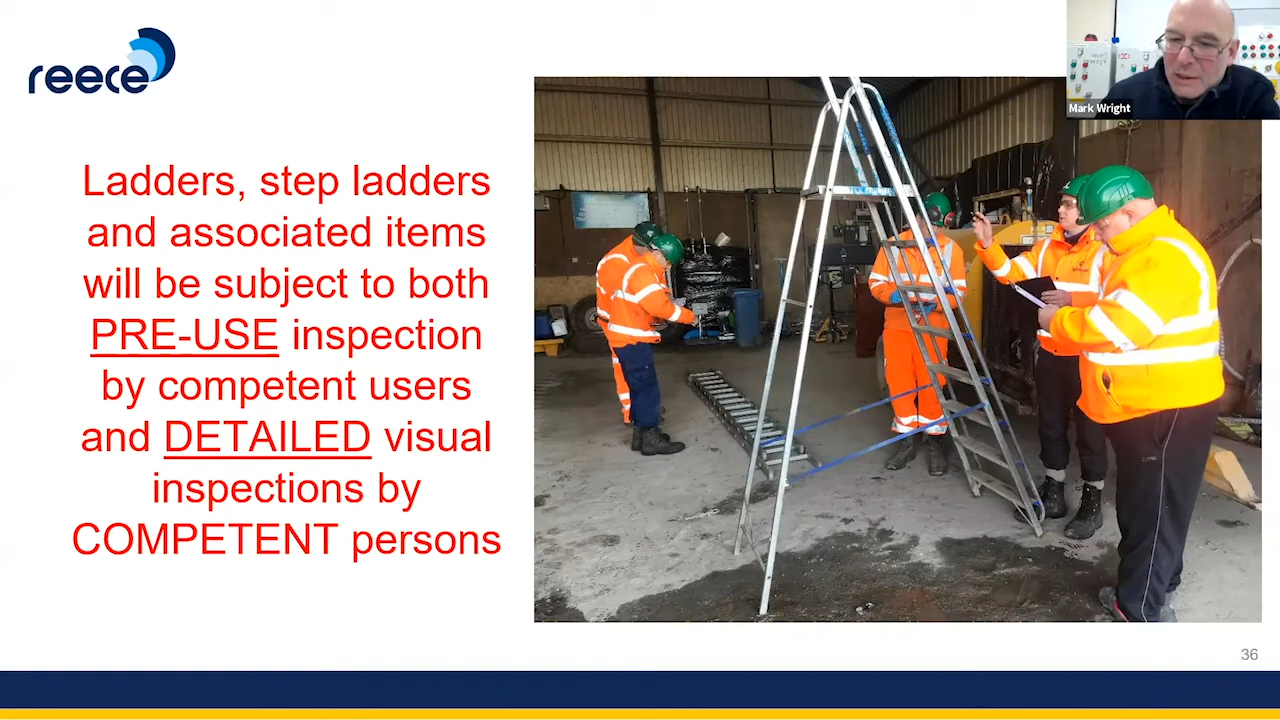 reece
Ladders, step ladders
and associated items
will be subject to both
PRE-USE inspection
by competent users
and DETAILED visual
inspections by
COMPETENT persons
Mark Wright
36